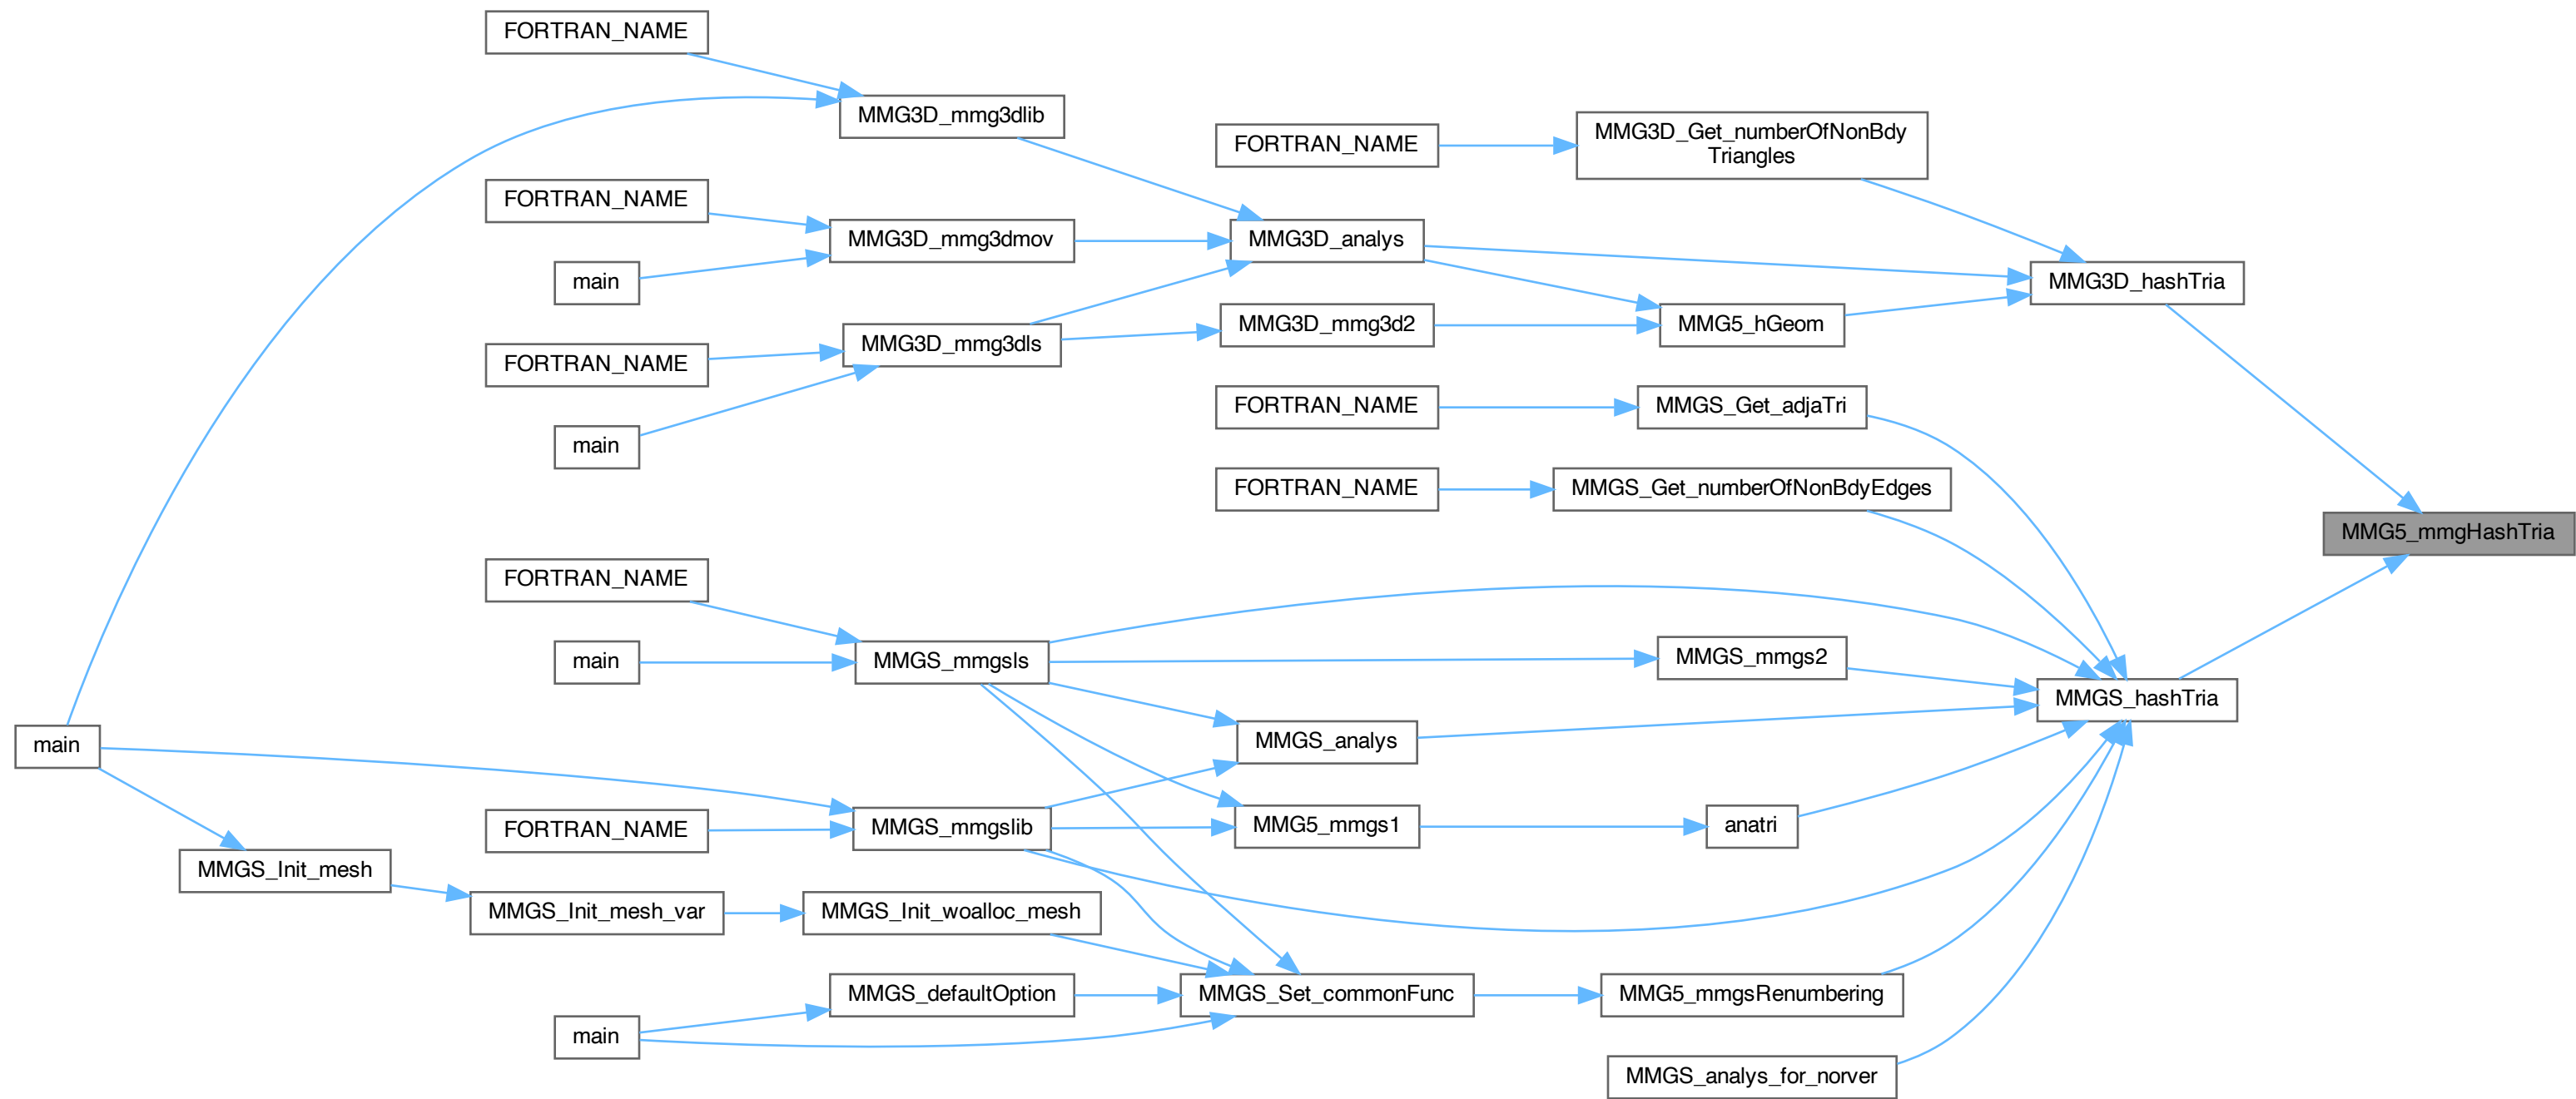 FORTRAN_NAME
MMG3D_mmg3dlib
MMG3D_Get_numberOfNonBdy
Triangles
FORTRAN_NAME
FORTRAN_NAME
MMG3D_mmg3dmov
MMG3D_analys
main
MMG3D_hashTria
MMG3D_mmg3d2
MMG5_hGeom
MMG3D_mmg3dls
FORTRAN_NAME
FORTRAN_NAME
MMGS_Get_adjaTri
main
FORTRAN_NAME
MMGS_Get_numberOfNonBdyEdges
MMG5_mmgHashTria
FORTRAN_NAME
main
MMGS_mmgsls
MMGS_mmgs2
MMGS_hashTria
main
MMGS_analys
FORTRAN_NAME
MMGS_mmgslib
MMG5_mmgs1
anatri
MMGS_Init_mesh
MMGS_Init_mesh_var
MMGS_Init_woalloc_mesh
MMGS_defaultOption
MMGS_Set_commonFunc
MMG5_mmgsRenumbering
main
MMGS_analys_for_norver